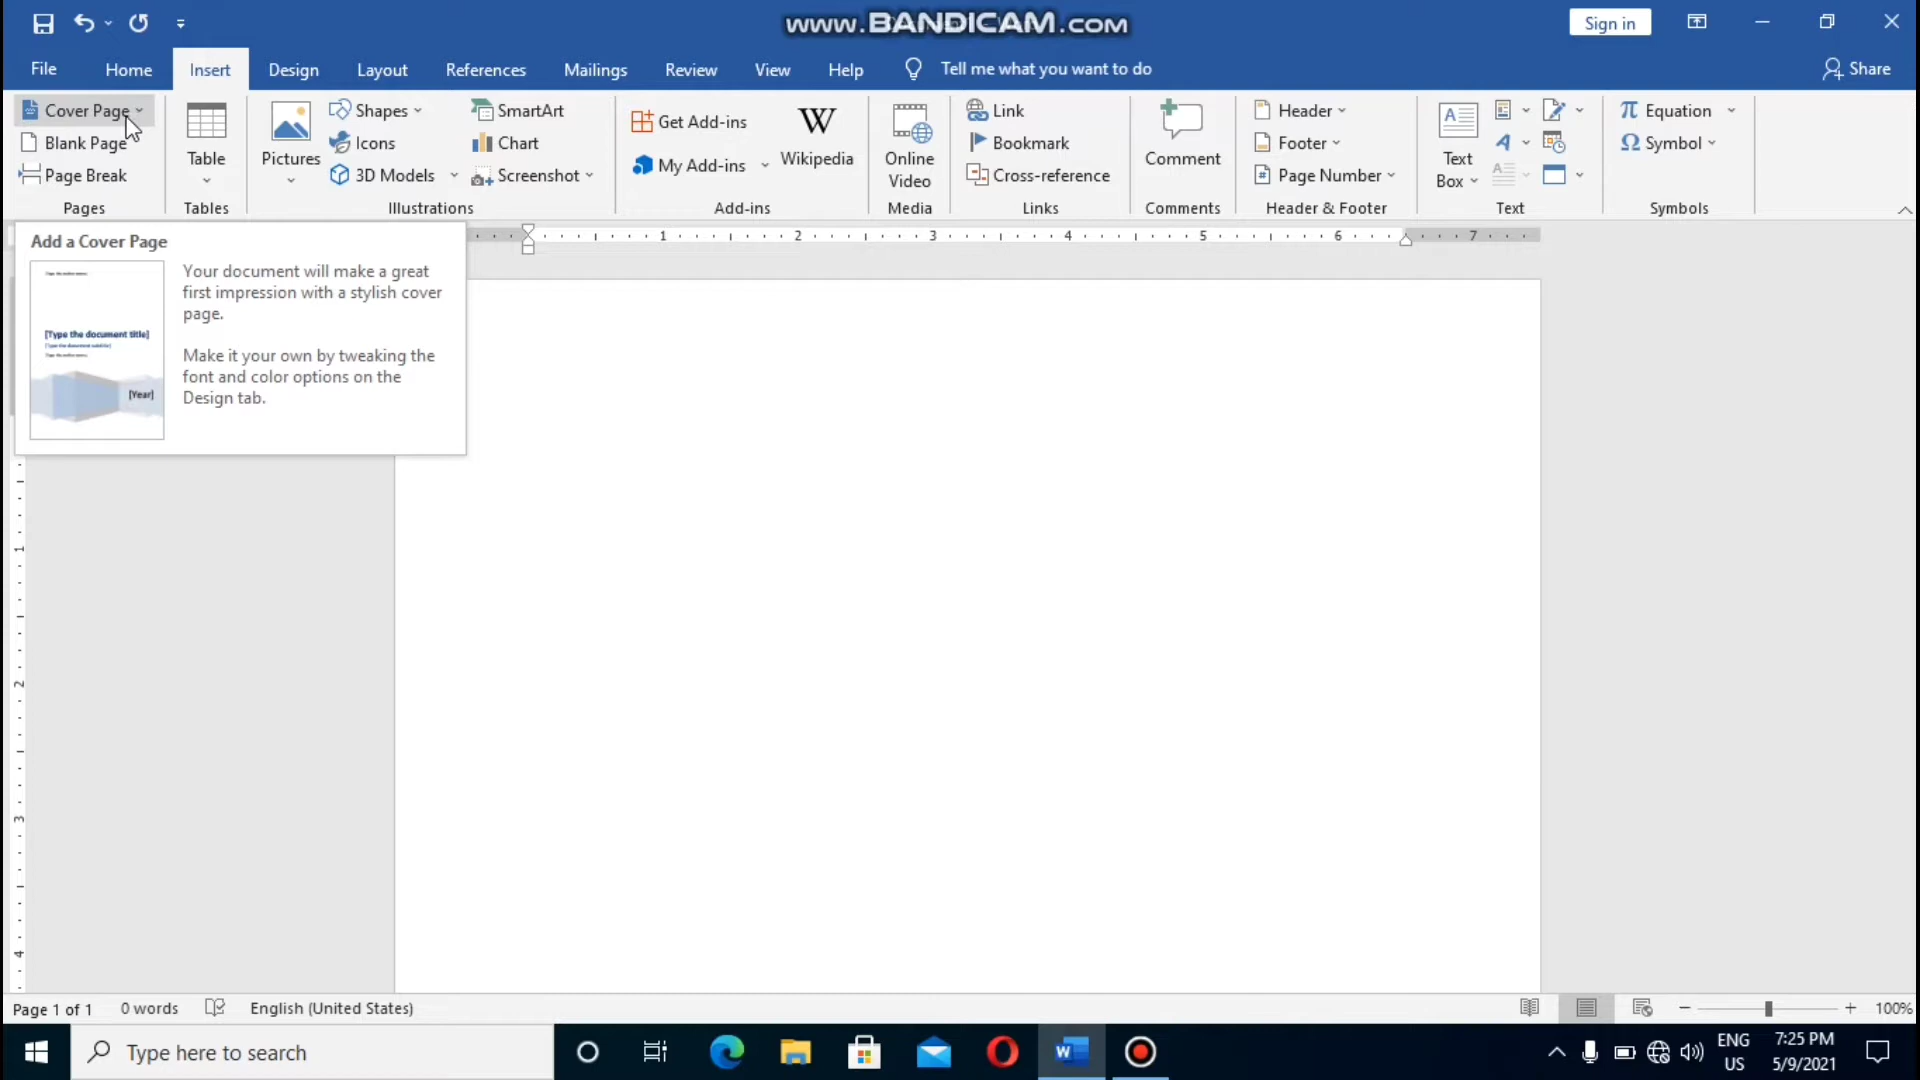 www.BANDICAM.com
Sign in
File Home Insert Design Layout References Mailings Review View Help Tell me what you want to do Share
Cover Page
Blank Page
Page Break
Pages
Table
Tables
Pictures
Shapes
Icons
3D Models
SmartArt
Chart
Screenshot
Illustrations
Get Add-ins
My Add-ins
W
Wikipedia
Add-ins
Online
Video
Media
Link
Bookmark
Cross-reference
Links
Comment
Comments
Header
Footer
# Page Number
Header & Footer
A
Text
Box
A
A
Text
π Equation
Ω Symbol
Symbols
1 2 3 4 5 6 7
Add a Cover Page
[Type the document title]
[Year]
Your document will make a great
first impression with a stylish cover
page.
Make it your own by tweaking the
font and color options on the
Design tab.
1
2
3
4
Page 1 of 1 0 words English (United States) 100%
Type here to search
W
ENG
US
7:25 PM
5/9/2021